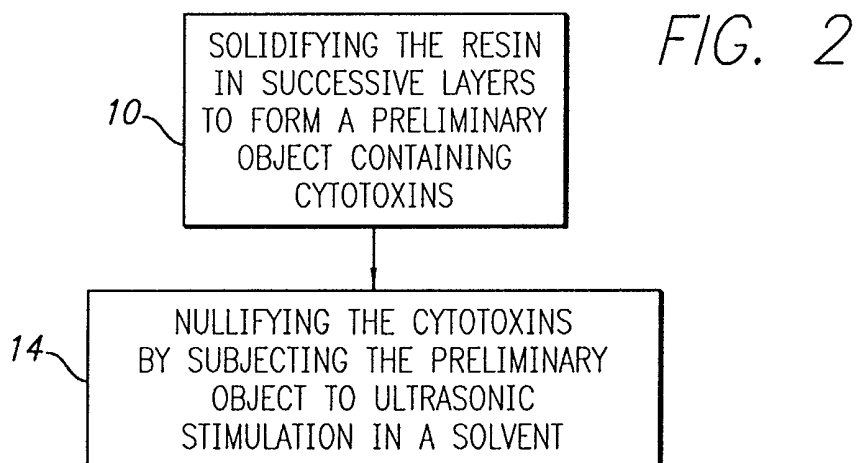 FIG. 2
10
SOLIDIFYING THE RESIN
IN SUCCESSIVE LAYERS
TO FORM A PRELIMINARY
OBJECT CONTAINING
CYTOTOXINS
14
NULLIFYING THE CYTOTOXINS
BY SUBJECTING THE PRELIMINARY
OBJECT TO ULTRASONIC
STIMULATION IN A SOLVENT